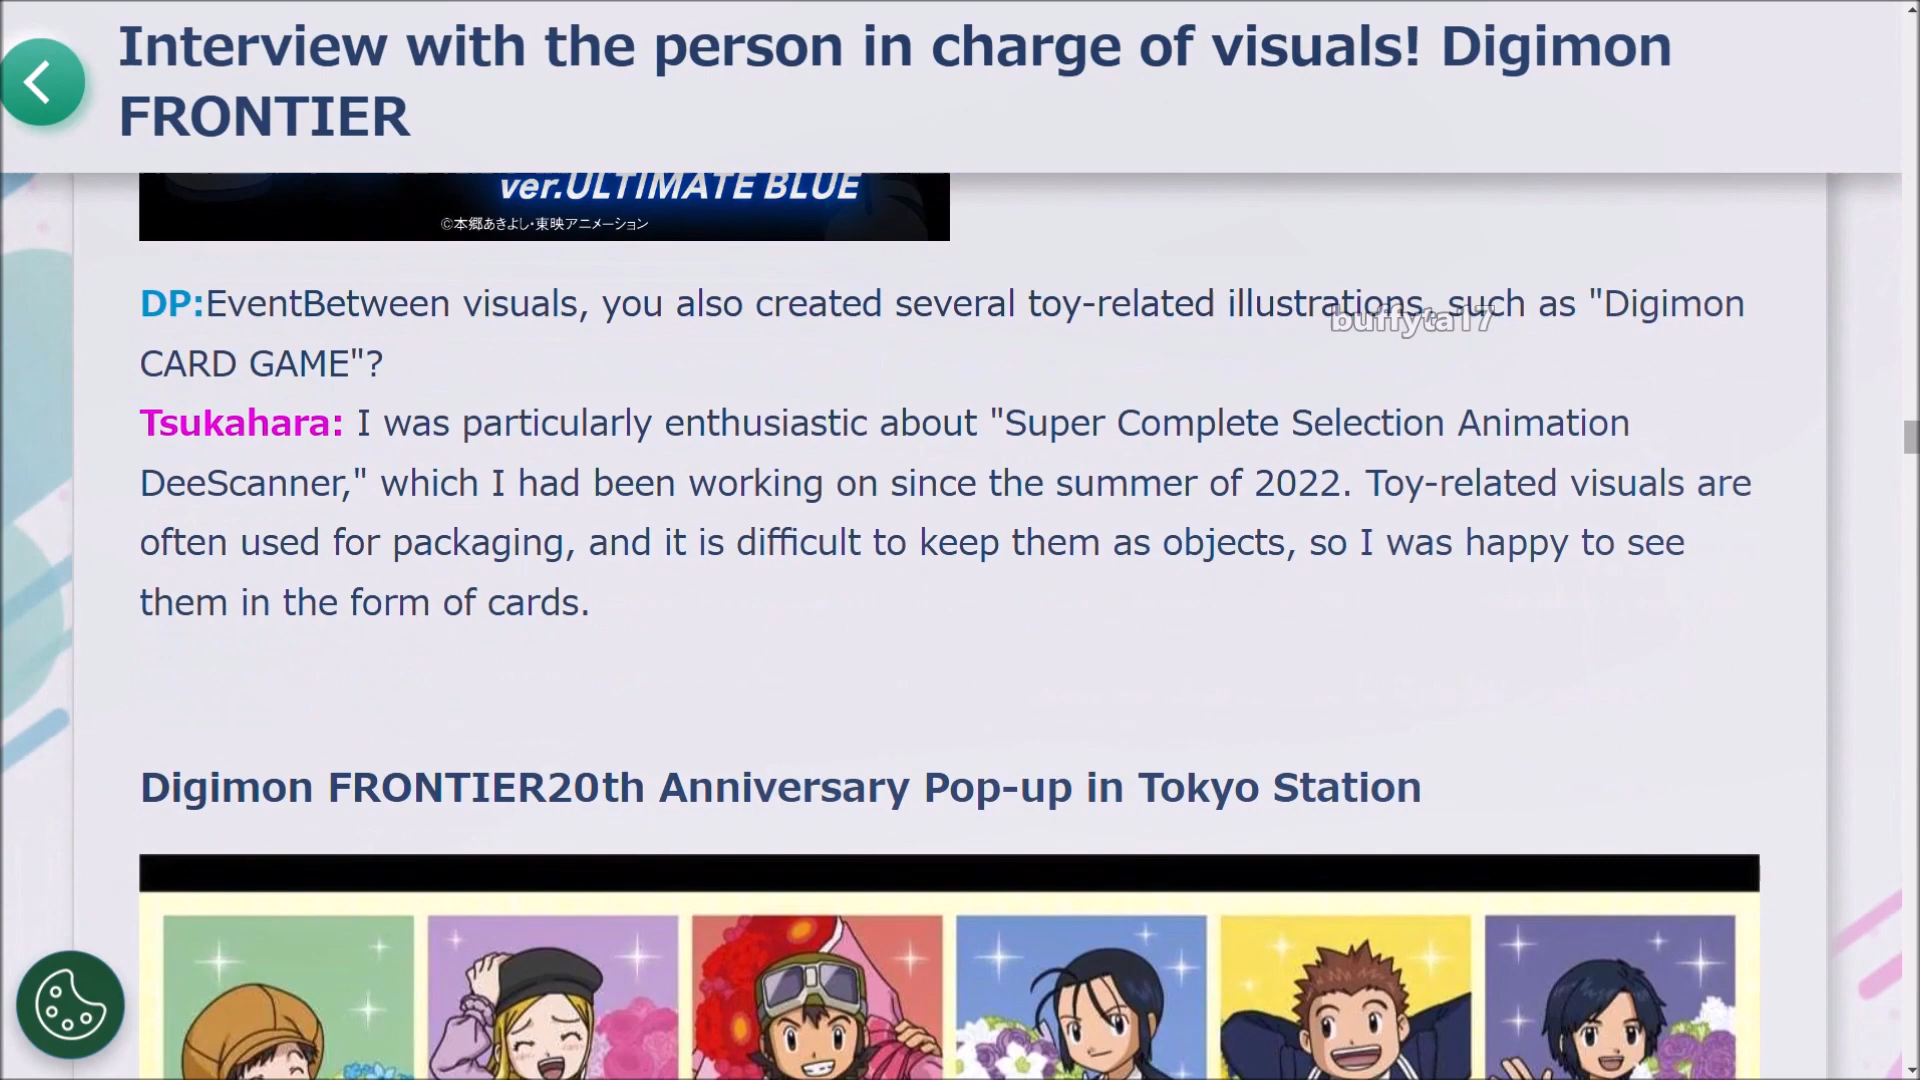 Interview with the person in charge of visuals! Digimon
FRONTIER
ver.ULTIMATE BLUE
©本郷あきよし・東映アニメーション
DP:EventBetween visuals, you also created several toy-related illustrations, such as "Digimon
buffyta17
CARD GAME"?
Tsukahara: I was particularly enthusiastic about "Super Complete Selection Animation
DeeScanner," which I had been working on since the summer of 2022. Toy-related visuals are
often used for packaging, and it is difficult to keep them as objects, so I was happy to see
them in the form of cards.
Digimon FRONTIER20th Anniversary Pop-up in Tokyo Station